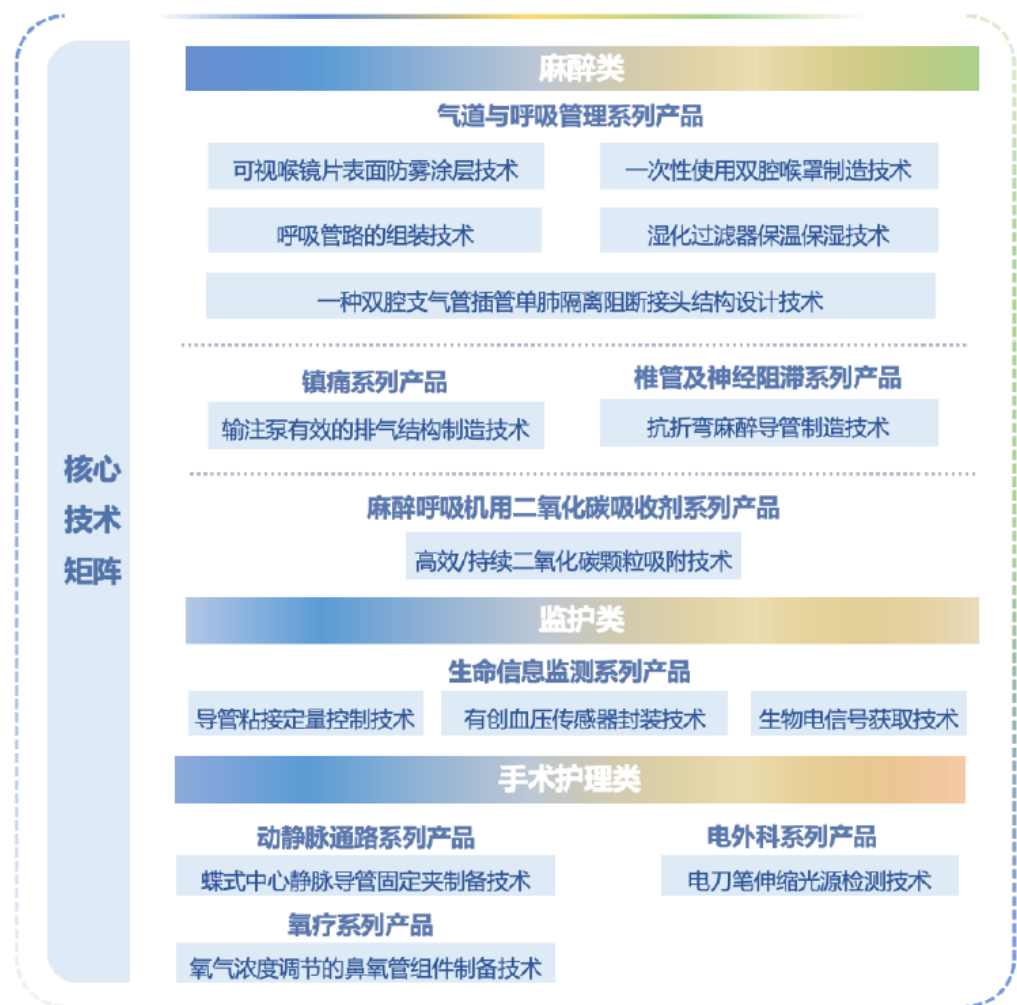 核心
技术
矩阵
麻醉类
气道与呼吸管理系列产品
可视喉镜片表面防雾涂层技术
一次性使用双腔喉罩制造技术
呼吸管路的组装技术
湿化过滤器保温保湿技术
一种双腔支气管插管单肺隔离阻断接头结构设计技术
镇痛系列产品
椎管及神经阻滞系列产品
输注泵有效的排气结构制造技术
抗折弯麻醉导管制造技术
麻醉呼吸机用二氧化碳吸收剂系列产品
高效/持续二氧化碳颗粒吸附技术
监护类
生命信息监测系列产品
导管粘接定量控制技术
有创血压传感器封装技术
生物电信号获取技术
手术护理类
动静脉通路系列产品
电外科系列产品
蝶式中心静脉导管固定夹制备技术
电刀笔伸缩光源检测技术
氧疗系列产品
氧气浓度调节的鼻氧管组件制备技术